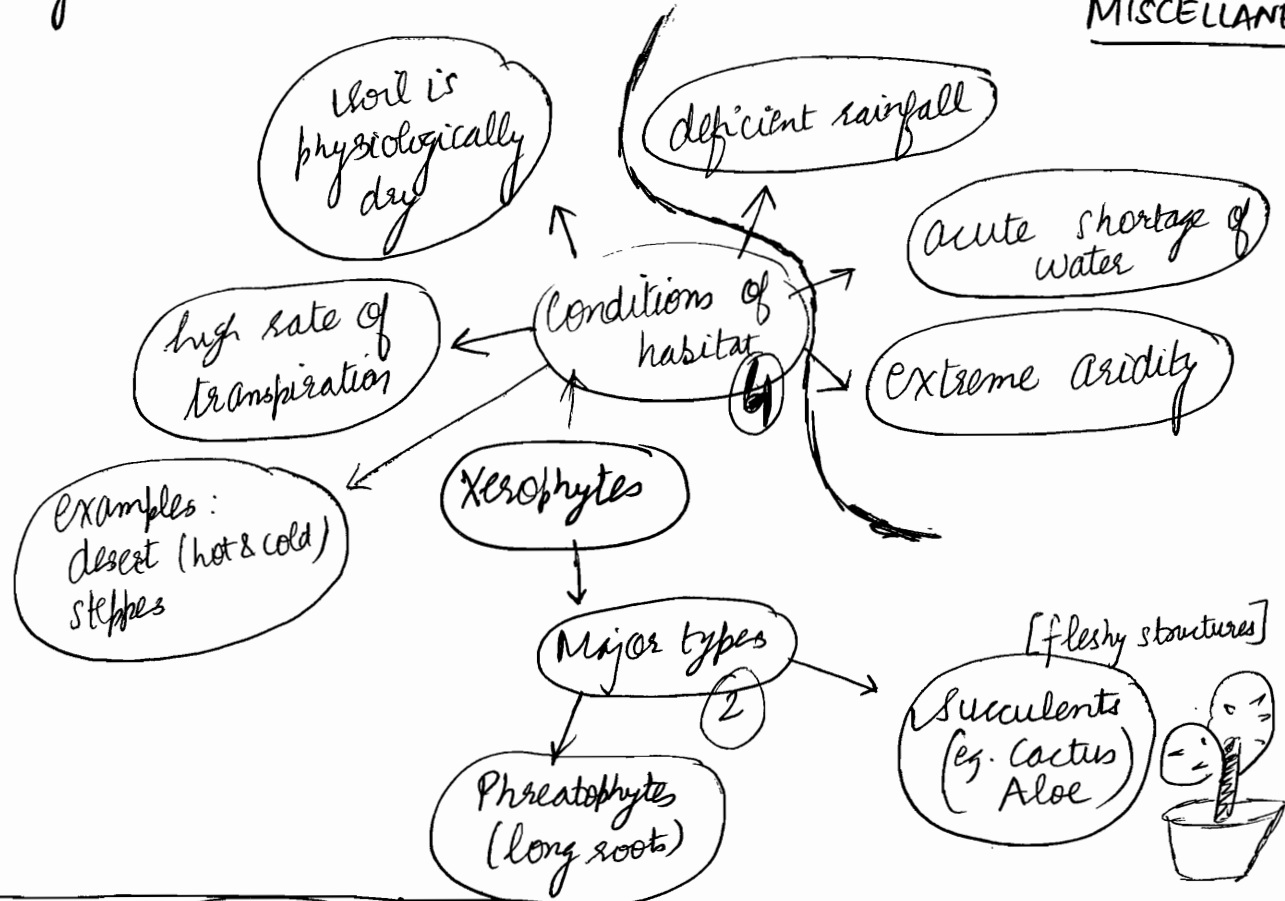 MISCELLANE
soil is
physiologically
dry
deficient rainfall
acute shortage of
water
high rate of
transpiration
Conditions of
habitat
4
extreme aridity
Xerophytes
examples:
desert (hot & cold)
steppes
Major types
2
[fleshy structures]
Succulents
(eg. Cactus
Aloe)
Phreatophytes
(long roots)